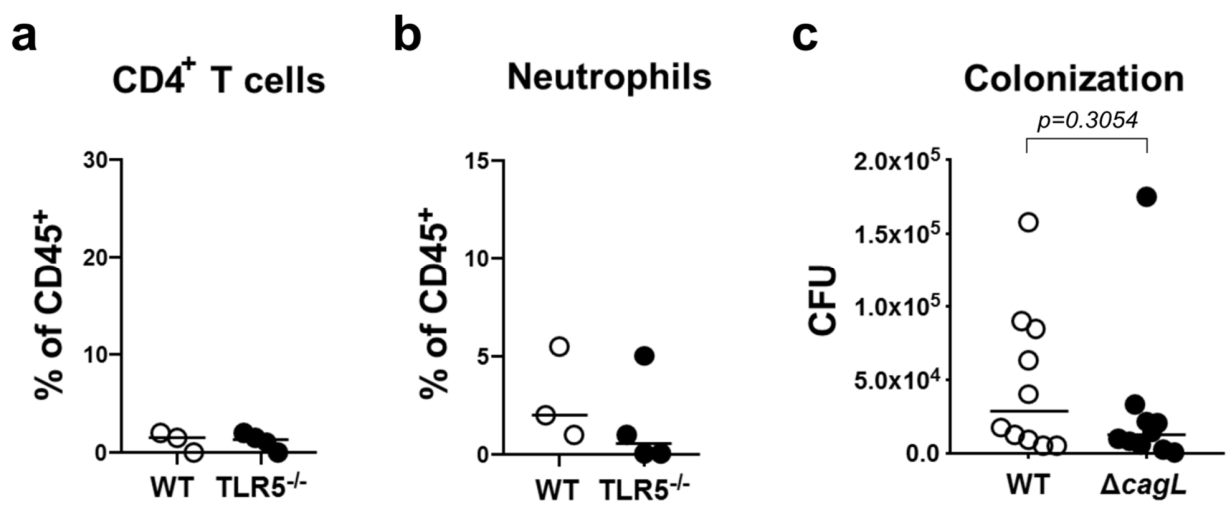 a
CD4⁺ T cells
% of CD45⁺
30
20
10
0
WT TLR5⁻/⁻
b
Neutrophils
% of CD45⁺
15
10
5
0
WT TLR5⁻/⁻
c
Colonization
p=0.3054
CFU
2.0x10⁵
1.5x10⁵
1.0x10⁵
5.0x10⁴
0.0
WT ΔcagL